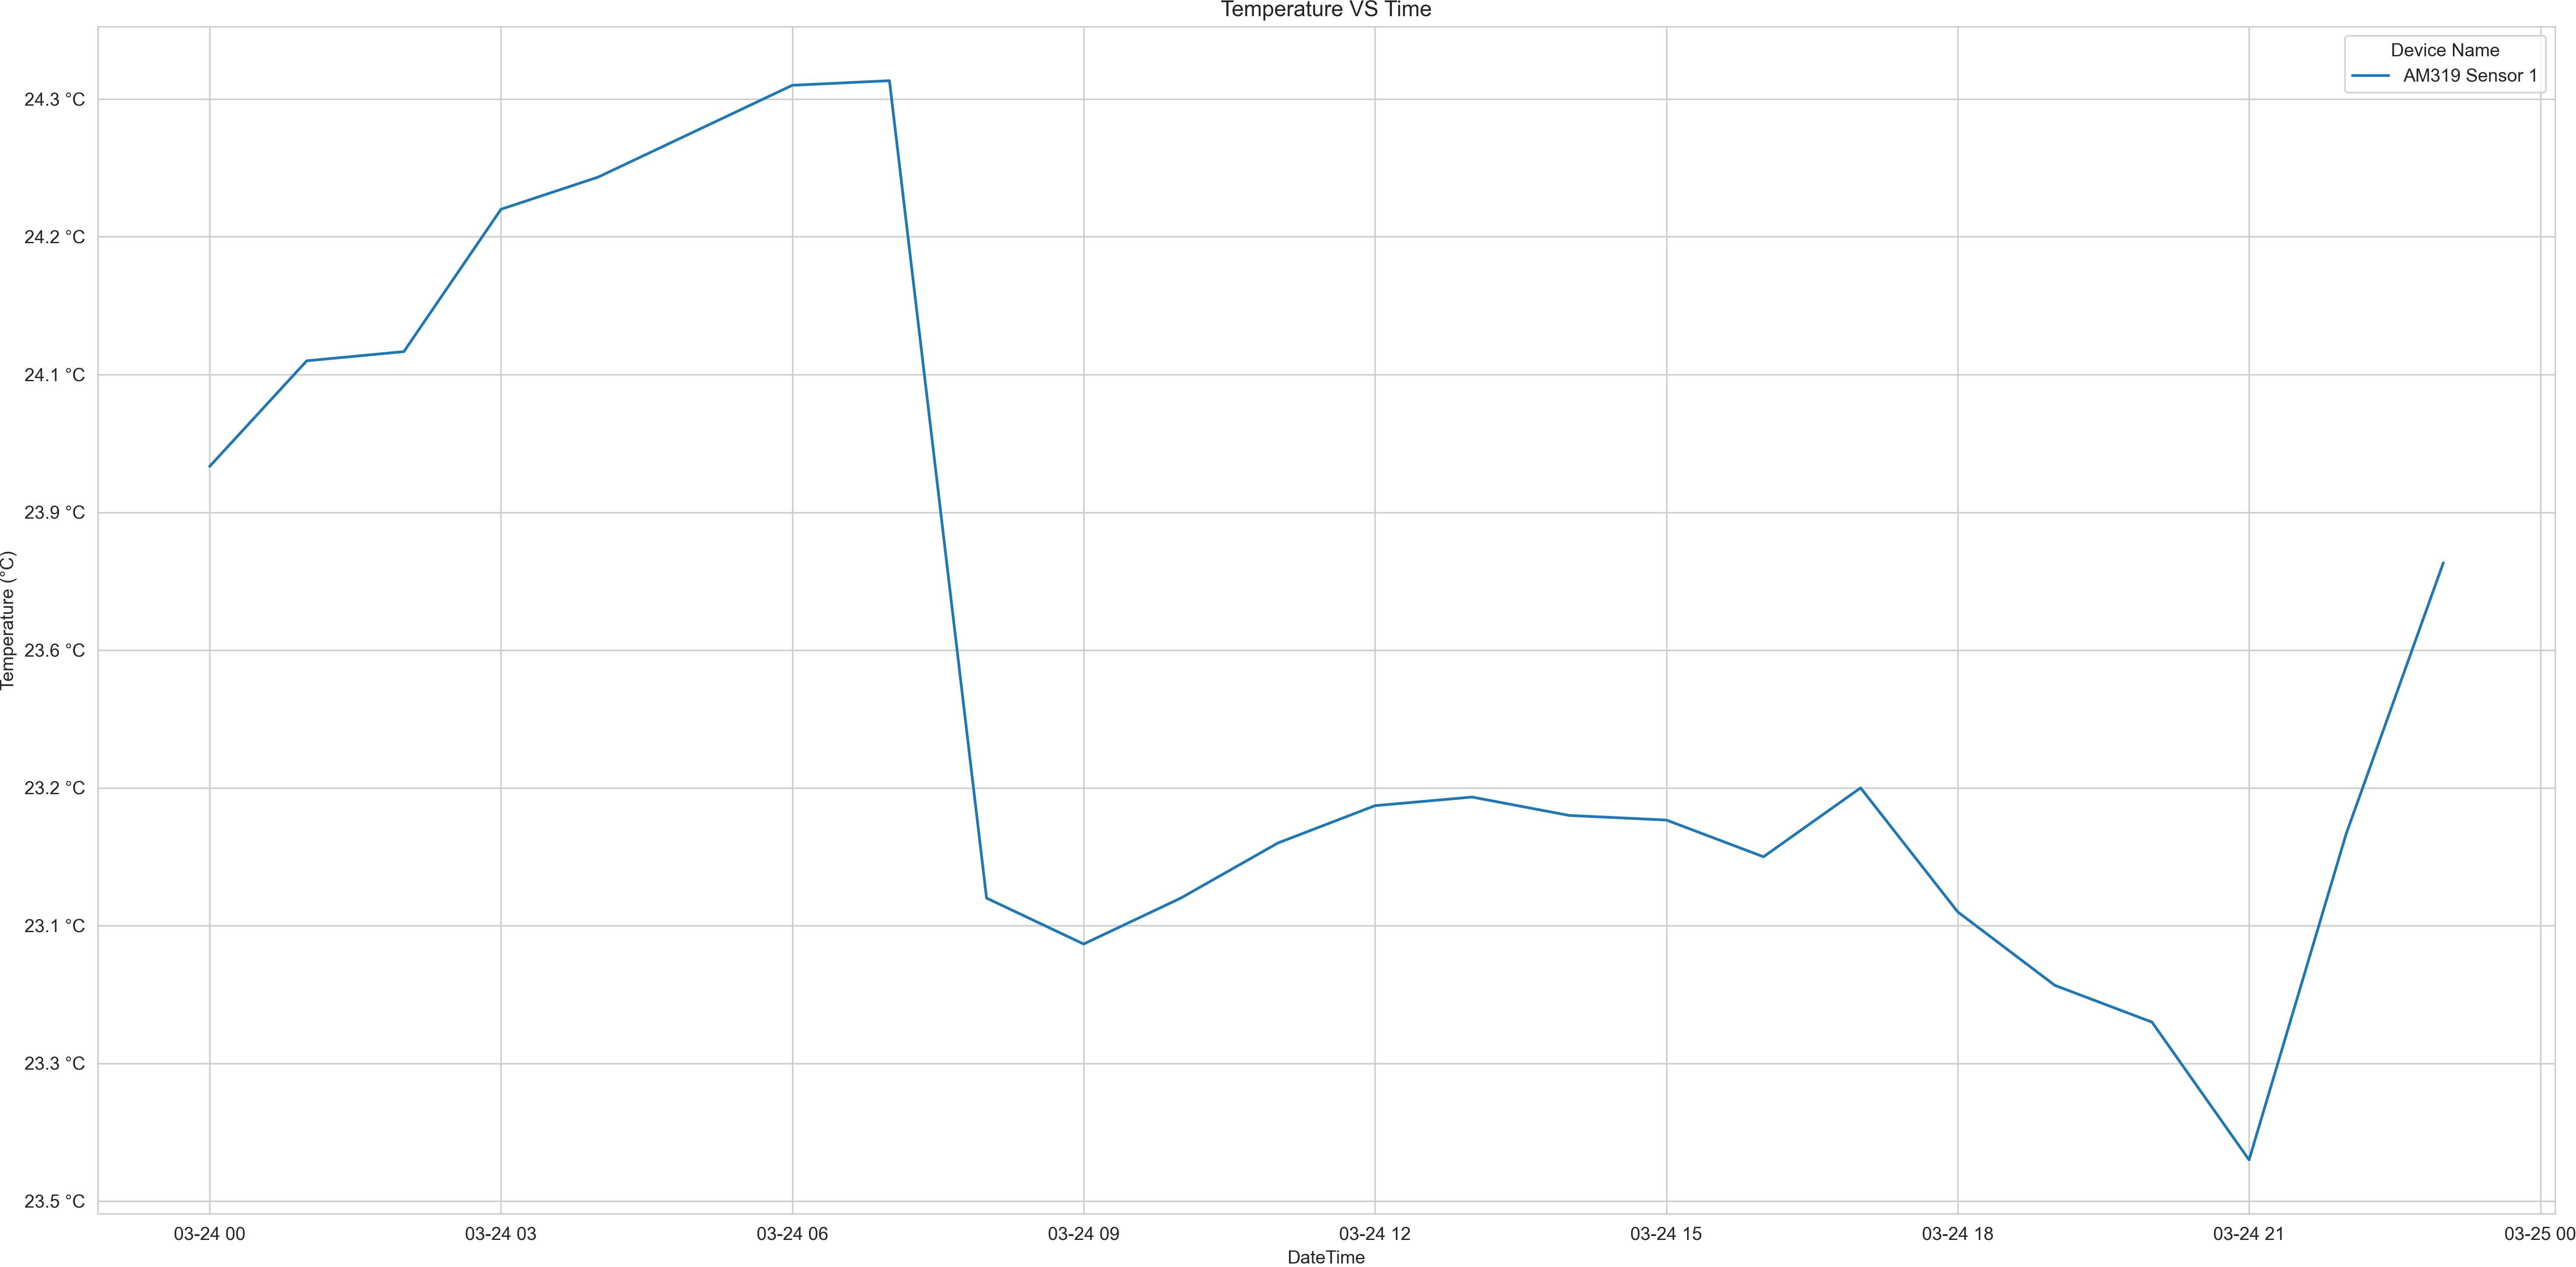 Temperature VS Time
Device Name
AM319 Sensor 1
Temperature (°C)
24.3 °C
24.2 °C
24.1 °C
23.9 °C
23.6 °C
23.2 °C
23.1 °C
23.3 °C
23.5 °C
03-24 00
03-24 03
03-24 06
03-24 09
03-24 12
03-24 15
03-24 18
03-24 21
03-25 00
DateTime